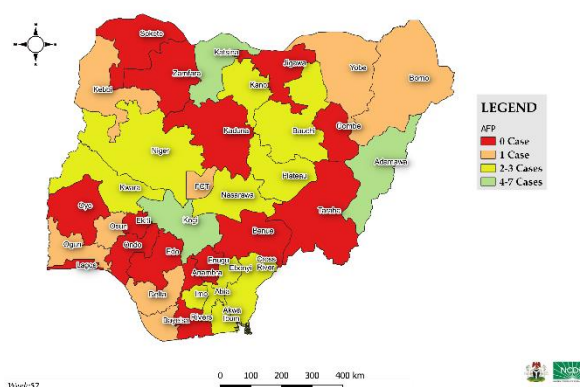 Sokoto
Katsina
Jigawa
Yobe
Borno
Zamfara
Kebbi
Kano
Kaduna
Bauchi
Gombe
Adamawa
Niger
Plateau
FCT
Kwara
Nasarawa
Taraba
Oyo
Kogi
Ekiti
Osun
Benue
Ogun
Ondo
Edo
Lagos
Enugu
Anambra
Ebonyi
Cross
River
Delta
Imo
Abia
Bayelsa
Rivers
Akwa
Ibom
LEGEND
AFP
0 Case
1 Case
2-3 Cases
4-7 Cases
0 100 200 300 400 km
NCDC